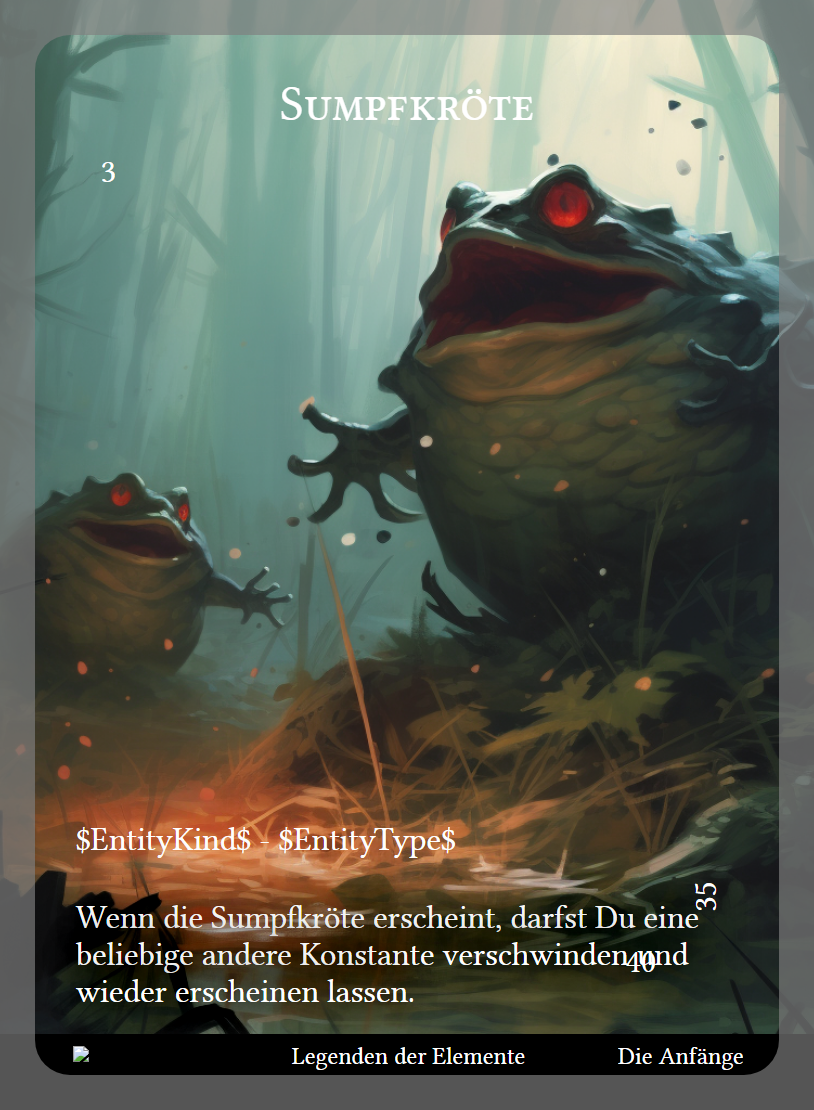 Sumpfkröte
3
$EntityKind$ - $EntityType$
35
Wenn die Sumpfkröte erscheint, darfst Du eine
beliebige andere Konstante verschwinden und
40
wieder erscheinen lassen.
Legenden der Elemente
Die Anfänge